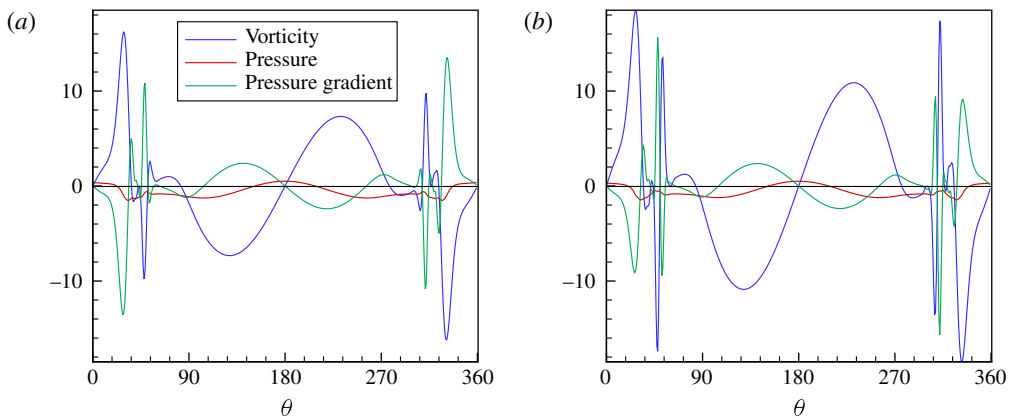 (a)
Vorticity
Pressure
Pressure gradient
10
0
–10
0 90 180 270 360
θ
(b)
10
0
–10
0 90 180 270 360
θ